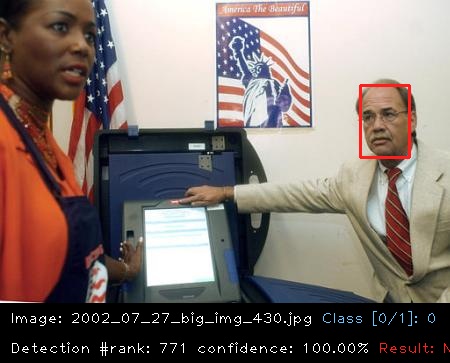 America The Beautiful
Image: 2002_07_27_big_img_430.jpg Class [0/1]: 0
Detection #rank: 771 confidence: 100.00% Result: